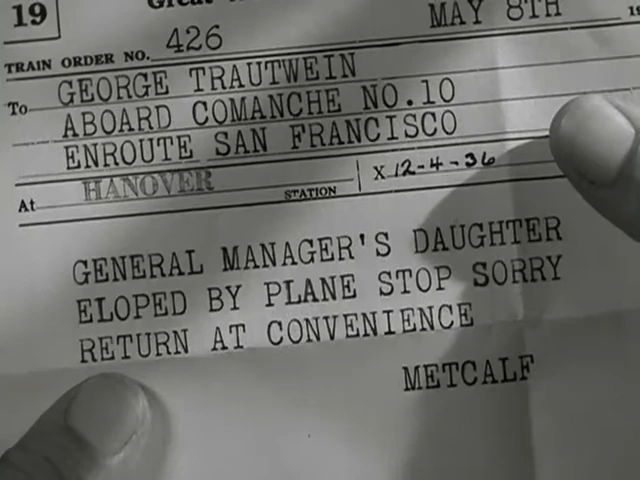 19
MAY 8TH
TRAIN ORDER NO. 426
To GEORGE TRAUTWEIN
ABOARD COMANCHE NO.10
ENROUTE SAN FRANCISCO
At HANOVER STATION X 12-4-36
GENERAL MANAGER'S DAUGHTER
ELOPED BY PLANE STOP SORRY
RETURN AT CONVENIENCE
METCALF